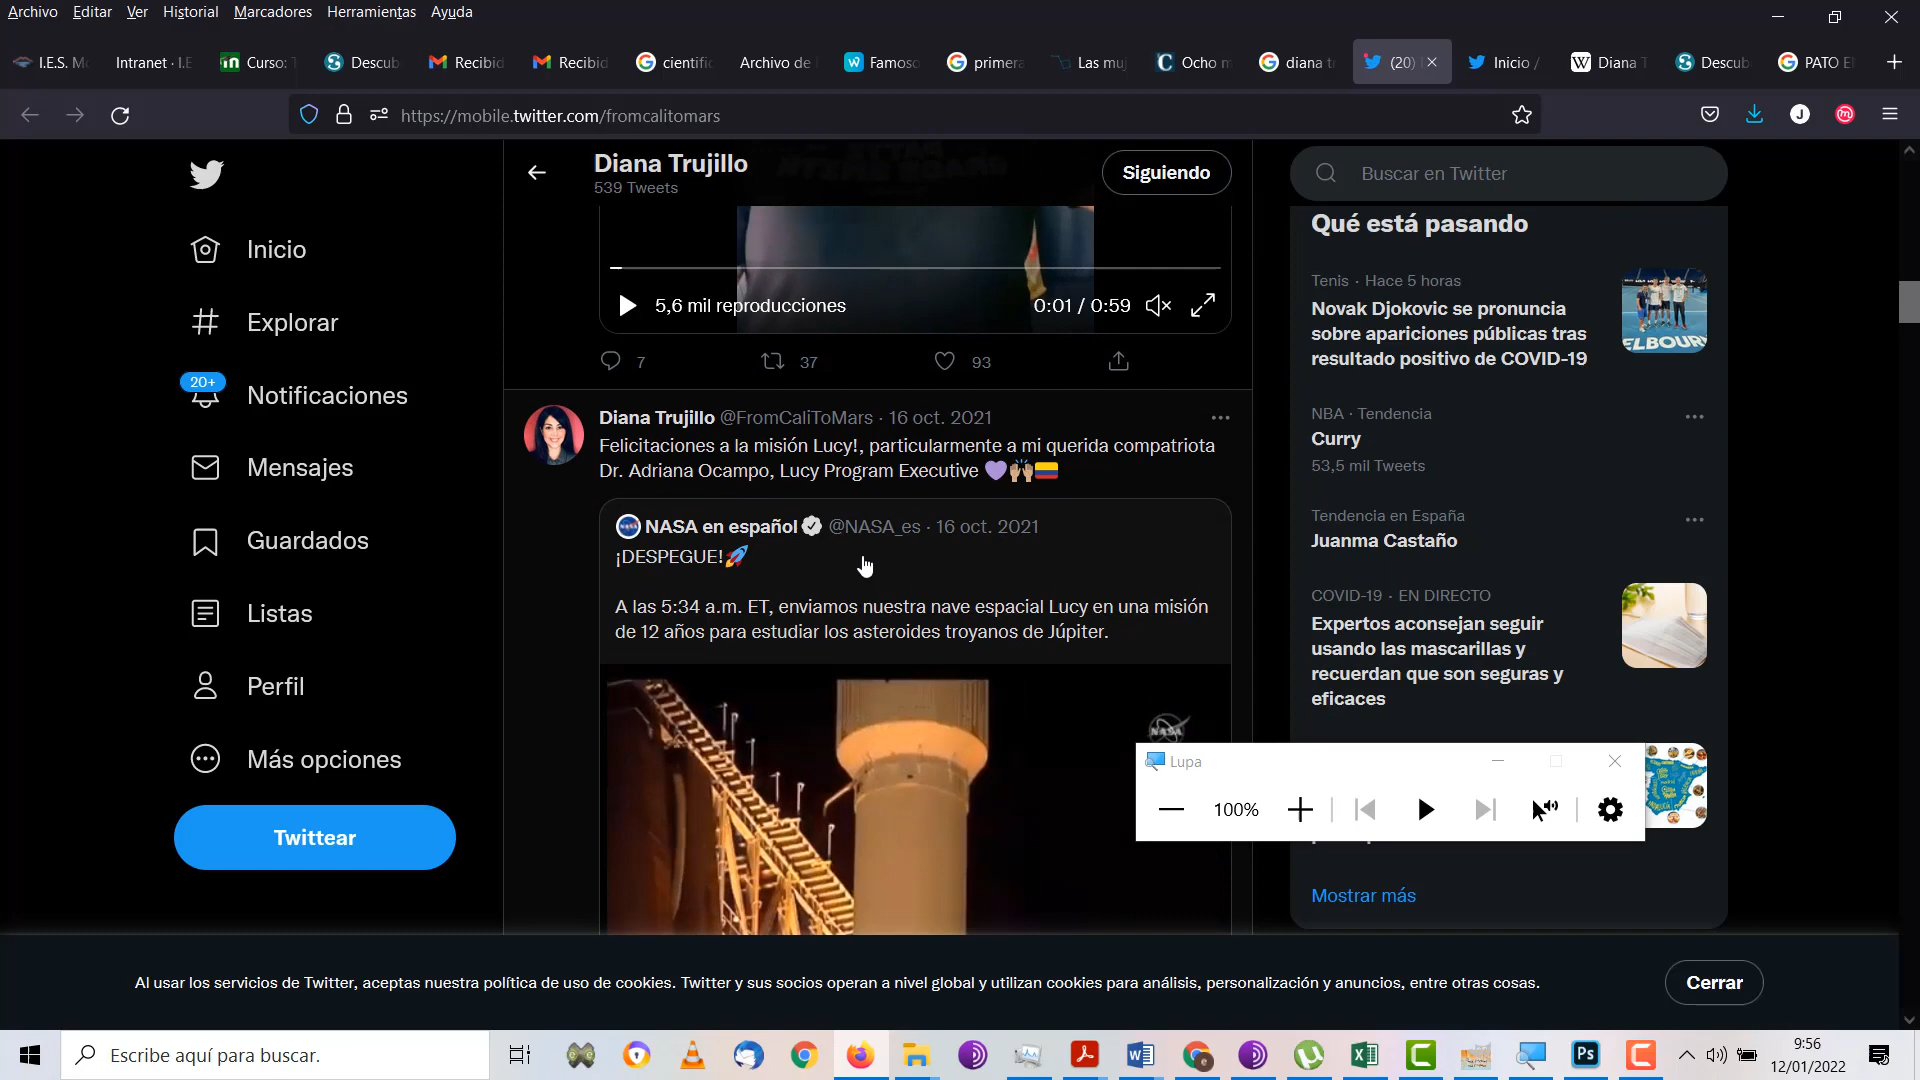 Archivo Editar Ver Historial Marcadores Herramientas Ayuda
I.E.S. Mo Intranet · I.E Curso: T Descub Recibid Recibid científic Archivo de Famoso primera Las muj Ocho m diana tr (20) Inicio / Diana T Descub PATO E
https://mobile.twitter.com/fromcalitomars
Diana Trujillo
539 Tweets
Siguiendo
Buscar en Twitter
Inicio
Explorar
20+
Notificaciones
Mensajes
Guardados
Listas
Perfil
Más opciones
Twittear
5,6 mil reproducciones
0:01 / 0:59
7 37 93
Diana Trujillo @FromCaliToMars · 16 oct. 2021
Felicitaciones a la misión Lucy!, particularmente a mi querida compatriota
Dr. Adriana Ocampo, Lucy Program Executive 💜🙌🏽🇨🇴
NASA en español @NASA_es · 16 oct. 2021
¡DESPEGUE!🚀
A las 5:34 a.m. ET, enviamos nuestra nave espacial Lucy en una misión
de 12 años para estudiar los asteroides troyanos de Júpiter.
NASA
Qué está pasando
Tenis · Hace 5 horas
Novak Djokovic se pronuncia
sobre apariciones públicas tras
resultado positivo de COVID-19
ELBOURN
NBA · Tendencia
Curry
53,5 mil Tweets
Tendencia en España
Juanma Castaño
COVID-19 · EN DIRECTO
Expertos aconsejan seguir
usando las mascarillas y
recuerdan que son seguras y
eficaces
Lupa
100%
Mostrar más
Al usar los servicios de Twitter, aceptas nuestra política de uso de cookies. Twitter y sus socios operan a nivel global y utilizan cookies para análisis, personalización y anuncios, entre otras cosas.
Cerrar
Escribe aquí para buscar.
9:56
12/01/2022